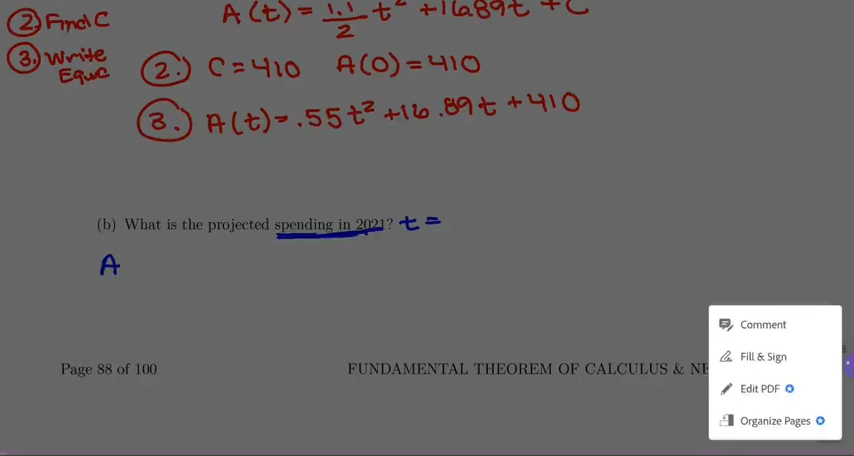 2. Find C
A(t) = 1.1/2 t² + 16.89t + C
3. Write Equa
2.) C = 410 A(0) = 410
3.) A(t) = .55t² + 16.89t + 410
(b) What is the projected spending in 2021? t =
A
Comment
Fill & Sign
Edit PDF
Organize Pages
Page 88 of 100
FUNDAMENTAL THEOREM OF CALCULUS & NE